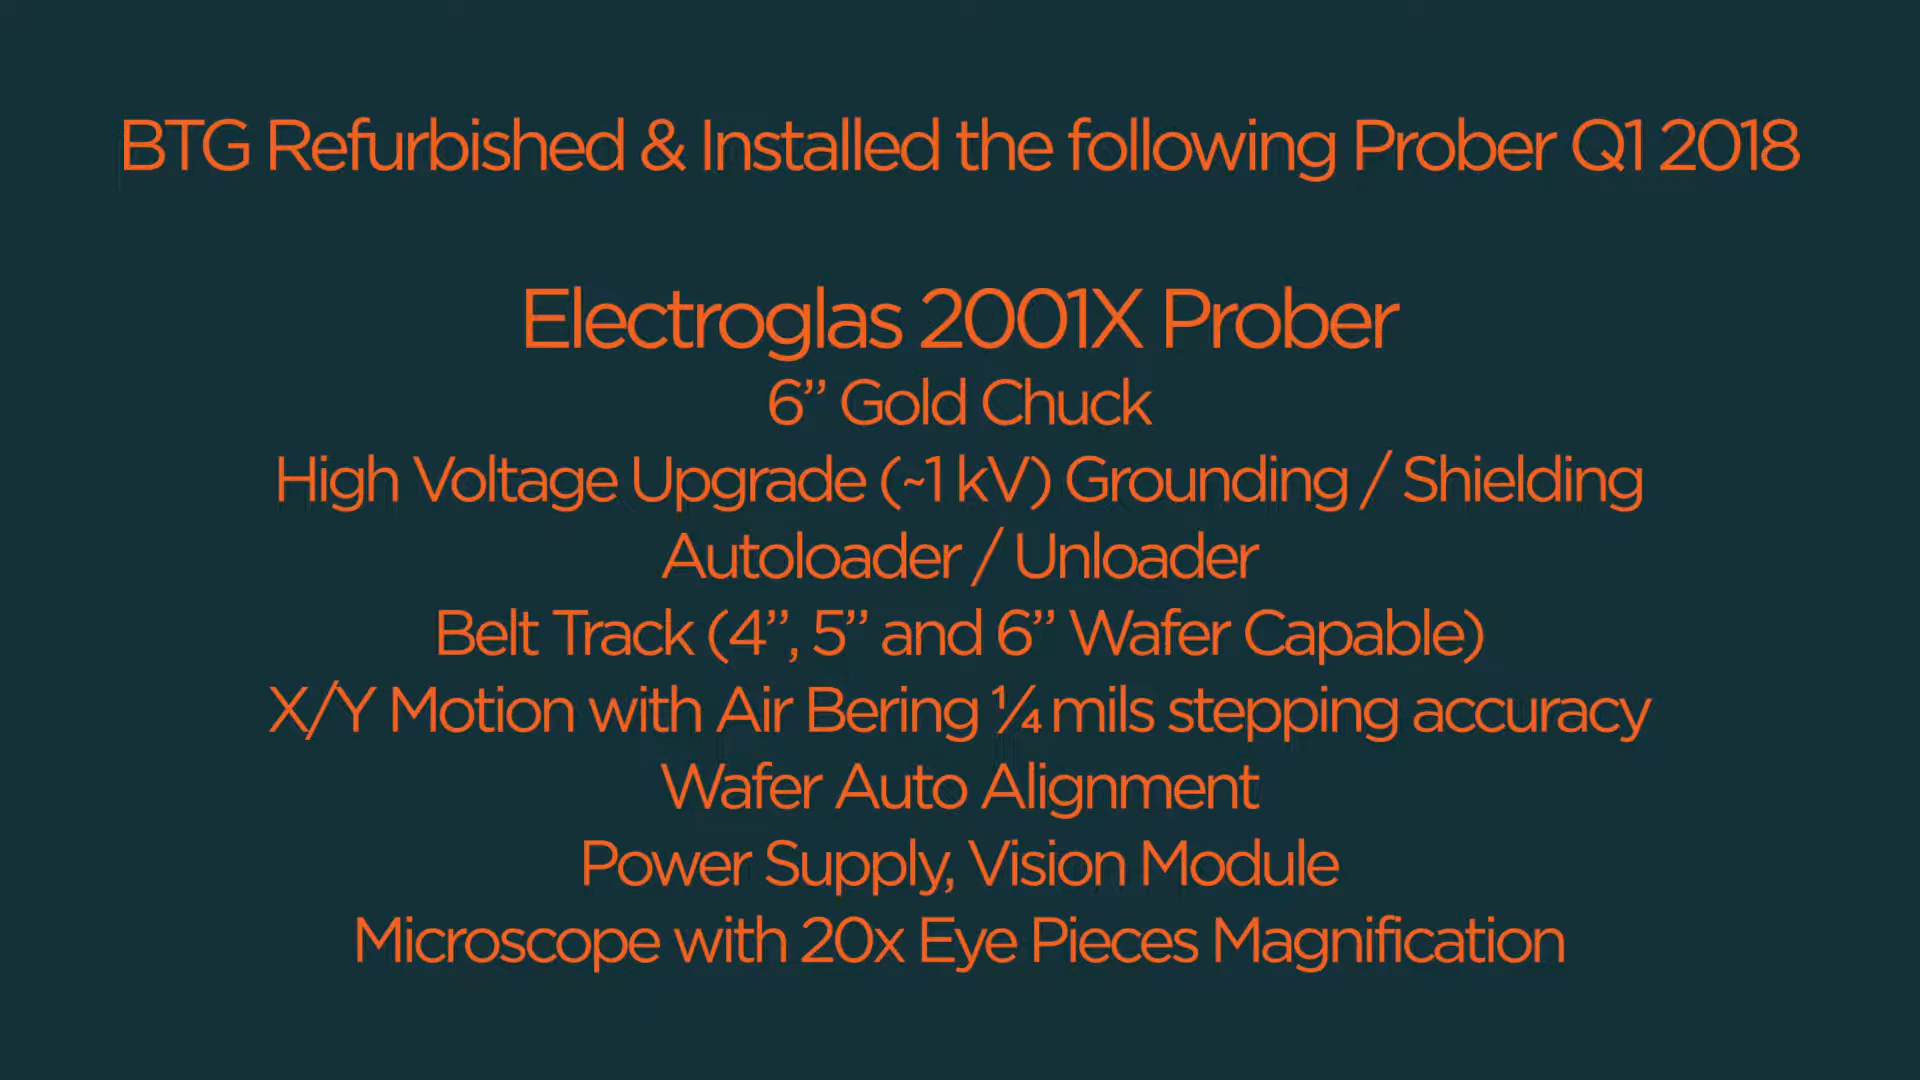 BTG Refurbished & Installed the following Prober Q1 2018
Electroglas 2001X Prober
6” Gold Chuck
High Voltage Upgrade (~1 kV) Grounding / Shielding
Autoloader / Unloader
Belt Track (4”, 5” and 6” Wafer Capable)
X/Y Motion with Air Bering ¼ mils stepping accuracy
Wafer Auto Alignment
Power Supply, Vision Module
Microscope with 20x Eye Pieces Magnification